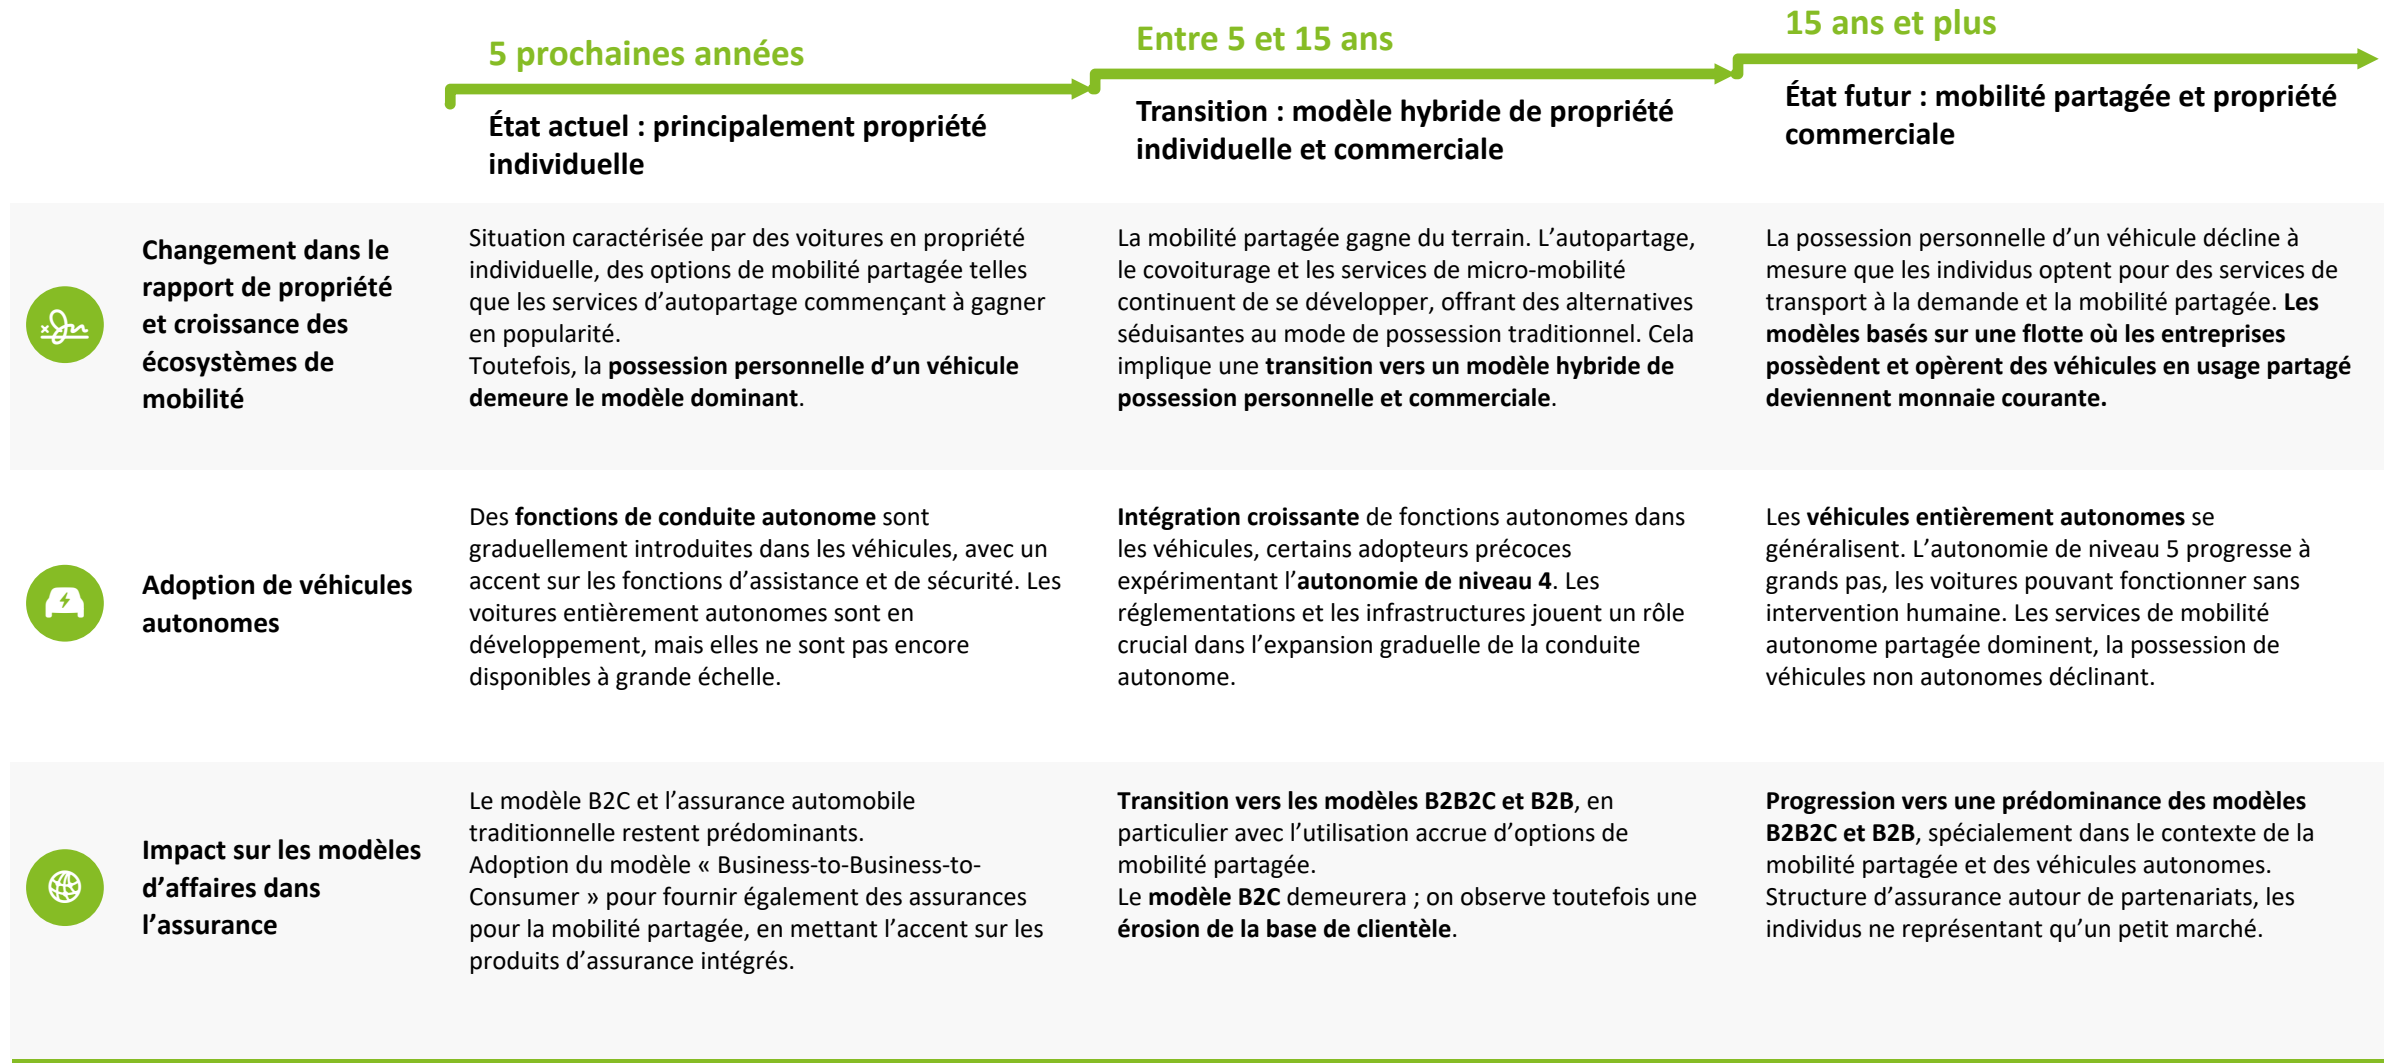 5 prochaines années
État actuel : principalement propriété
individuelle
Entre 5 et 15 ans
Transition : modèle hybride de propriété
individuelle et commerciale
15 ans et plus
État futur : mobilité partagée et propriété
commerciale
Changement dans le
rapport de propriété
et croissance des
écosystèmes de
mobilité
Situation caractérisée par des voitures en propriété
individuelle, des options de mobilité partagée telles
que les services d’autopartage commençant à gagner
en popularité.
Toutefois, la possession personnelle d’un véhicule
demeure le modèle dominant.
La mobilité partagée gagne du terrain. L’autopartage,
le covoiturage et les services de micro-mobilité
continuent de se développer, offrant des alternatives
séduisantes au mode de possession traditionnel. Cela
implique une transition vers un modèle hybride de
possession personnelle et commerciale.
La possession personnelle d’un véhicule décline à
mesure que les individus optent pour des services de
transport à la demande et la mobilité partagée. Les
modèles basés sur une flotte où les entreprises
possèdent et opèrent des véhicules en usage partagé
deviennent monnaie courante.
Adoption de véhicules
autonomes
Des fonctions de conduite autonome sont
graduellement introduites dans les véhicules, avec un
accent sur les fonctions d’assistance et de sécurité. Les
voitures entièrement autonomes sont en
développement, mais elles ne sont pas encore
disponibles à grande échelle.
Intégration croissante de fonctions autonomes dans
les véhicules, certains adopteurs précoces
expérimentant l’autonomie de niveau 4. Les
réglementations et les infrastructures jouent un rôle
crucial dans l’expansion graduelle de la conduite
autonome.
Les véhicules entièrement autonomes se
généralisent. L’autonomie de niveau 5 progresse à
grands pas, les voitures pouvant fonctionner sans
intervention humaine. Les services de mobilité
autonome partagée dominent, la possession de
véhicules non autonomes déclinant.
Impact sur les modèles
d’affaires dans
l’assurance
Le modèle B2C et l’assurance automobile
traditionnelle restent prédominants.
Adoption du modèle « Business-to-Business-to-
Consumer » pour fournir également des assurances
pour la mobilité partagée, en mettant l’accent sur les
produits d’assurance intégrés.
Transition vers les modèles B2B2C et B2B, en
particulier avec l’utilisation accrue d’options de
mobilité partagée.
Le modèle B2C demeurera ; on observe toutefois une
érosion de la base de clientèle.
Progression vers une prédominance des modèles
B2B2C et B2B, spécialement dans le contexte de la
mobilité partagée et des véhicules autonomes.
Structure d’assurance autour de partenariats, les
individus ne représentant qu’un petit marché.